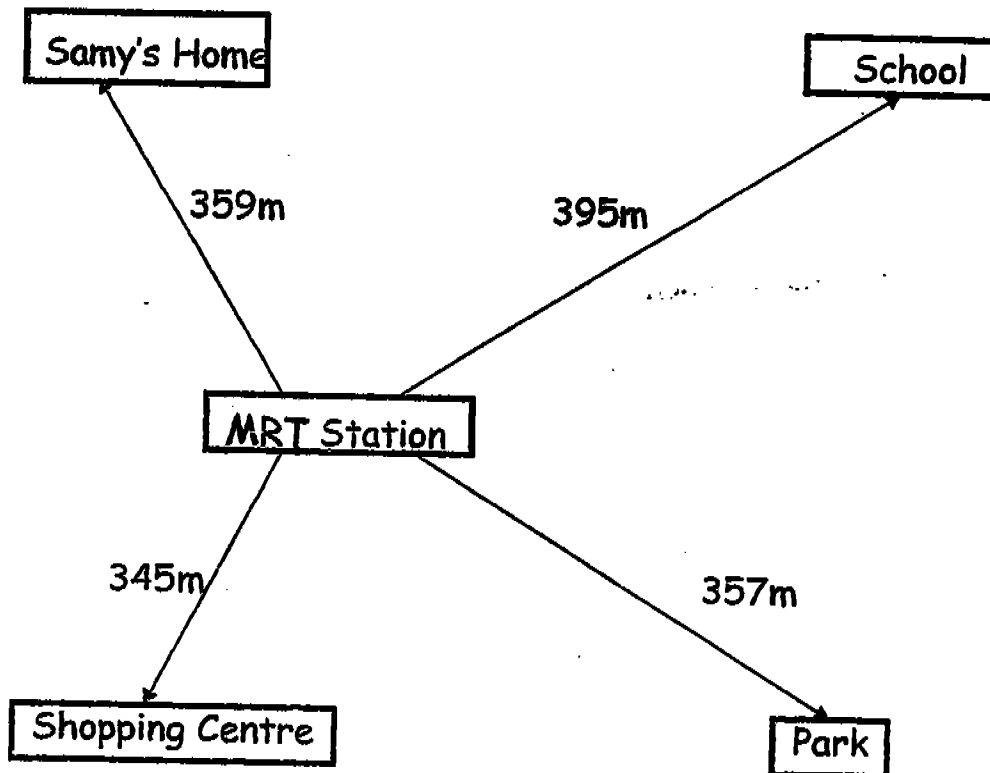 Samy's Home
School
359m
395m
MRT Station
345m
357m
Shopping Centre
Park